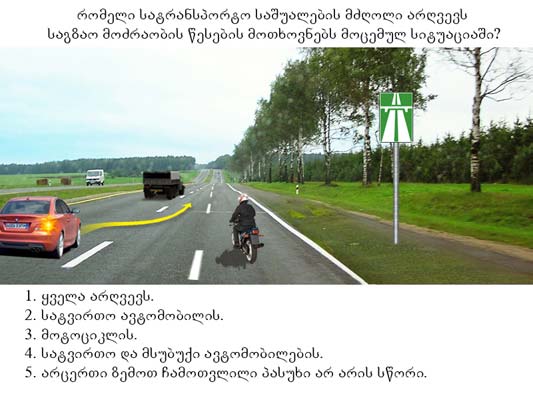 რომელი სატრანსპორტო საშუალების მძღოლი არღვევს
საგზაო მოძრაობის წესების მოთხოვნებს მოცემულ სიტუაციაში?
1. ყველა არღვევს.
2. სატვირთო ავტომობილის.
3. მოტოციკლის.
4. სატვირთო და მსუბუქი ავტომობილების.
5. არცერთი ზემოთ ჩამოთვლილი პასუხი არ არის სწორი.